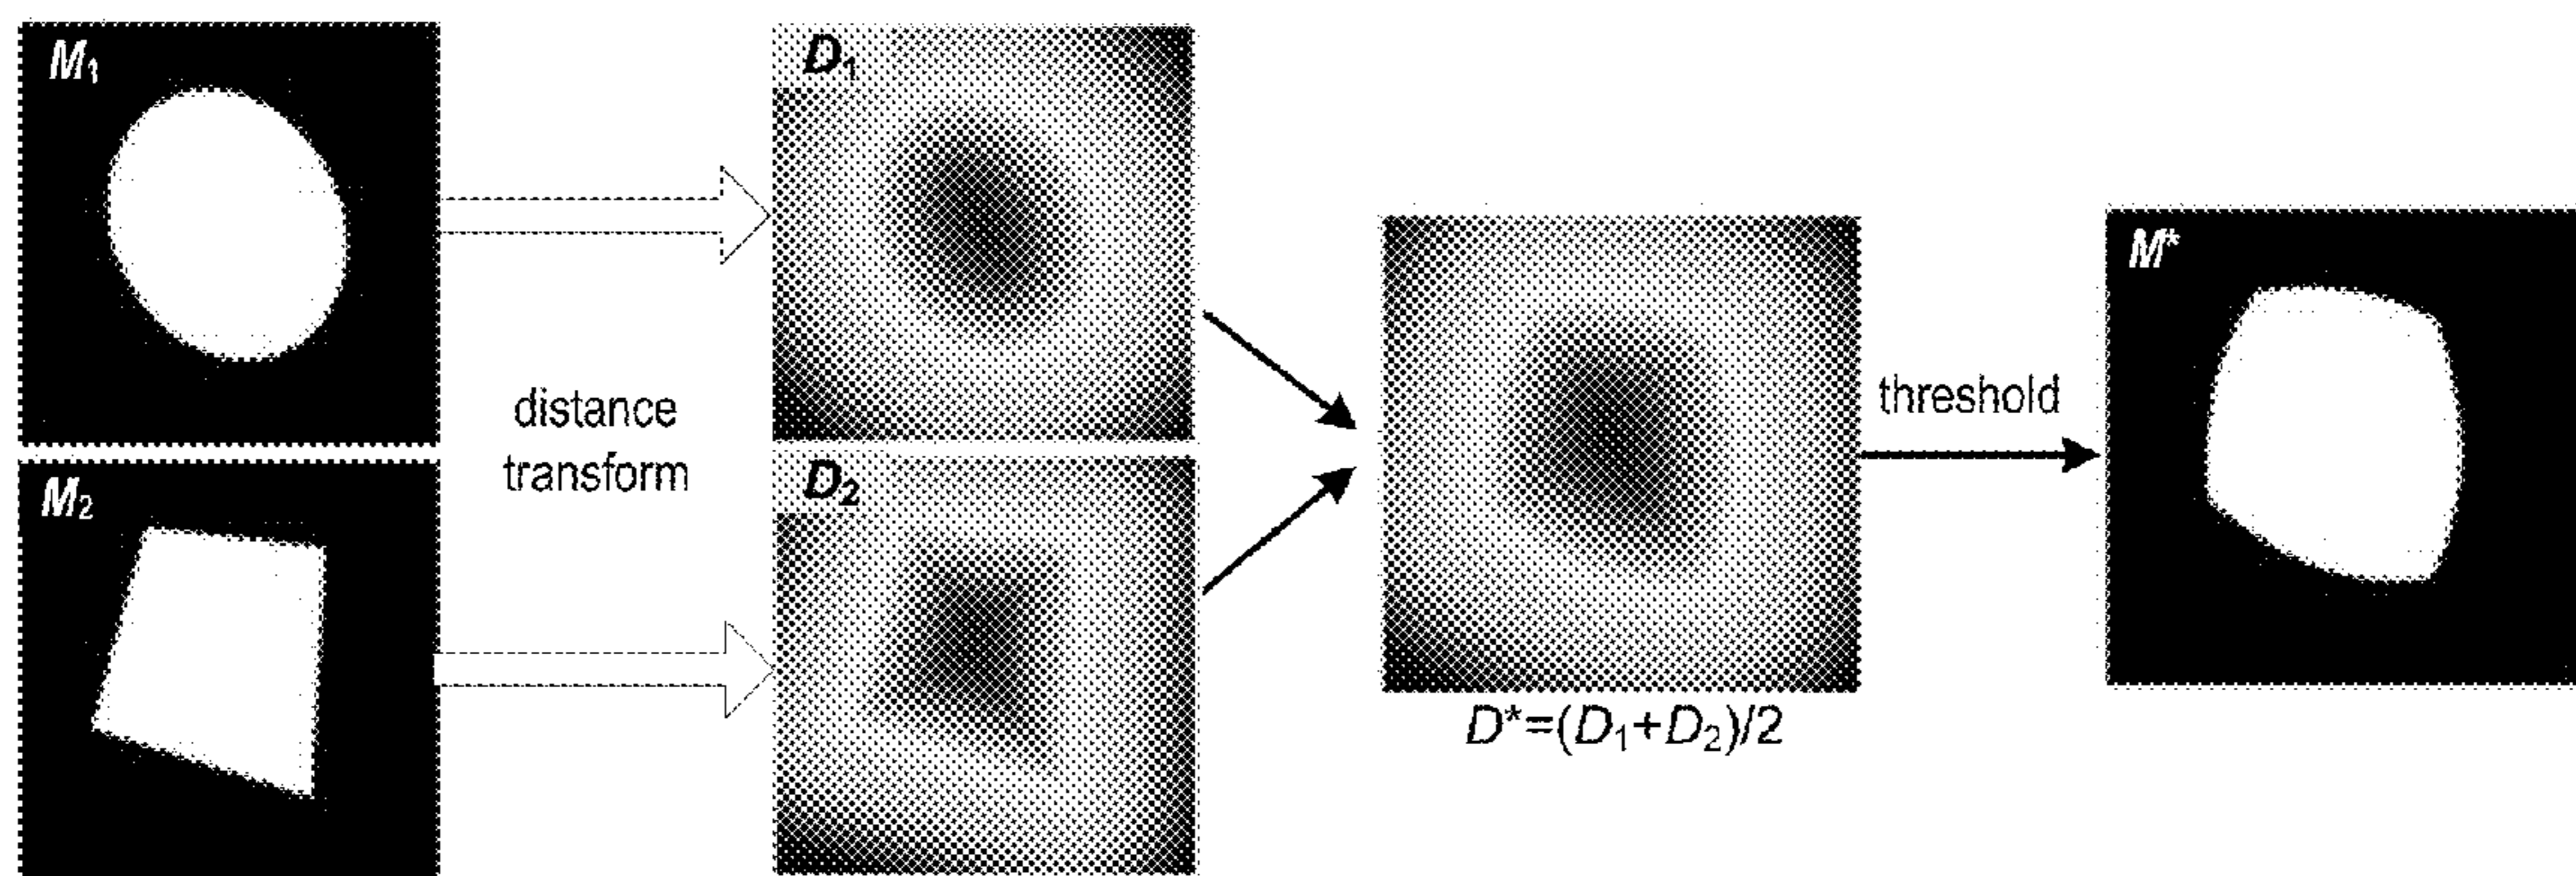 M₁
D₁
distance
transform
M₂
D₂
D*=(D₁+D₂)/2
threshold
M*